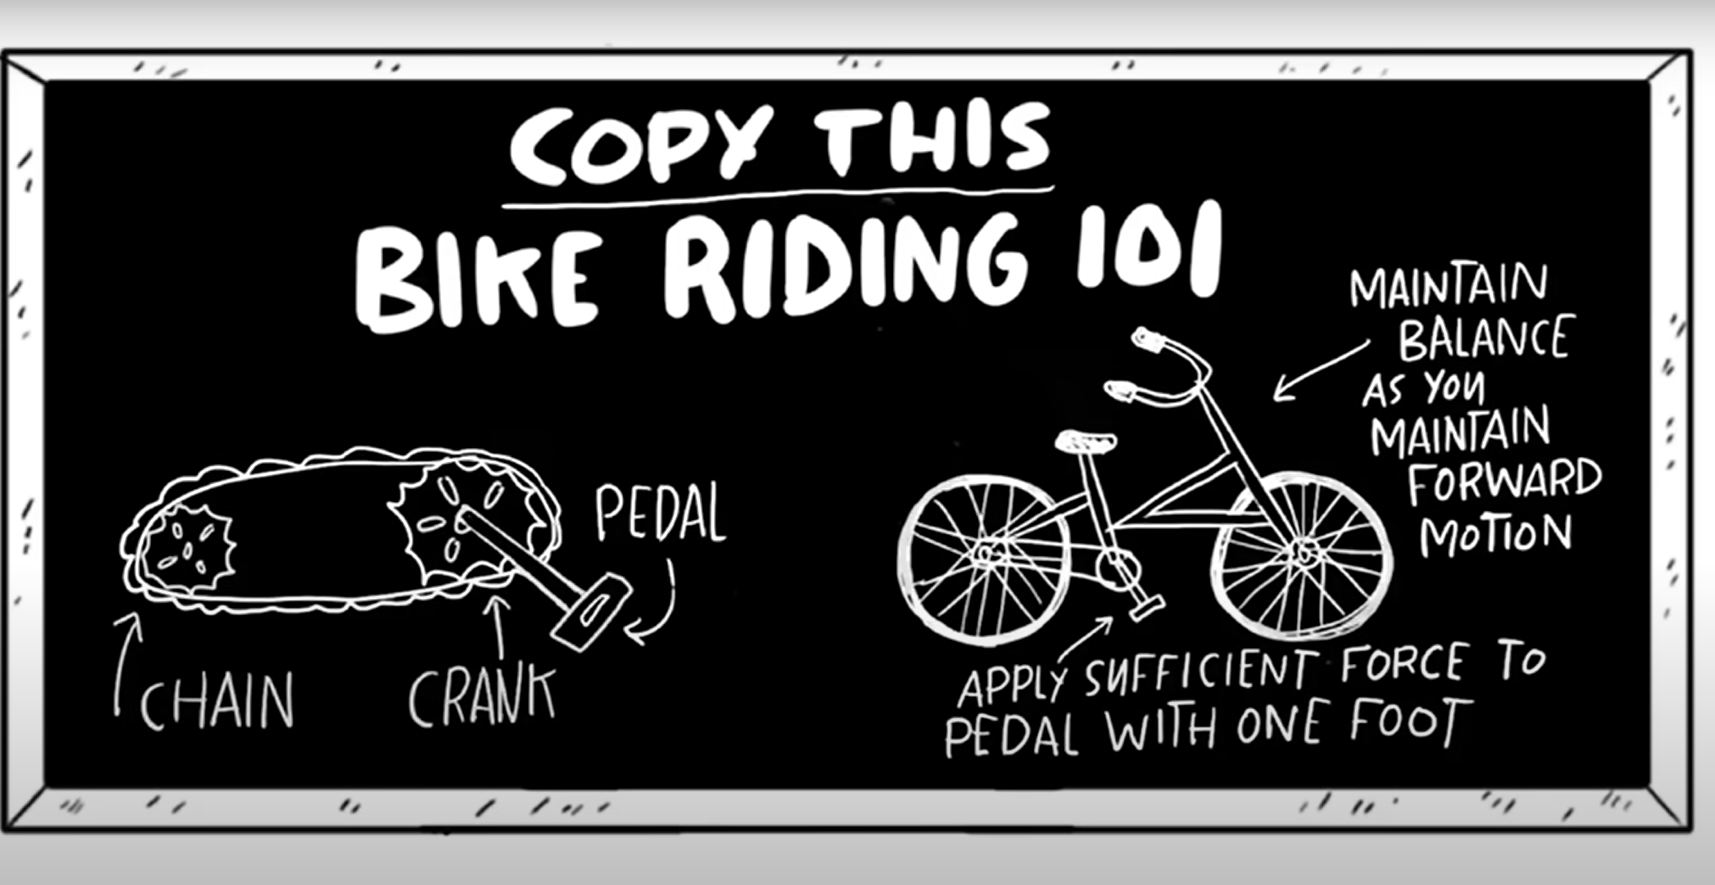 COPY THIS
BIKE RIDING 101
MAINTAIN
BALANCE
AS YOU
MAINTAIN
FORWARD
MOTION
PEDAL
CHAIN
CRANK
APPLY SUFFICIENT FORCE TO
PEDAL WITH ONE FOOT